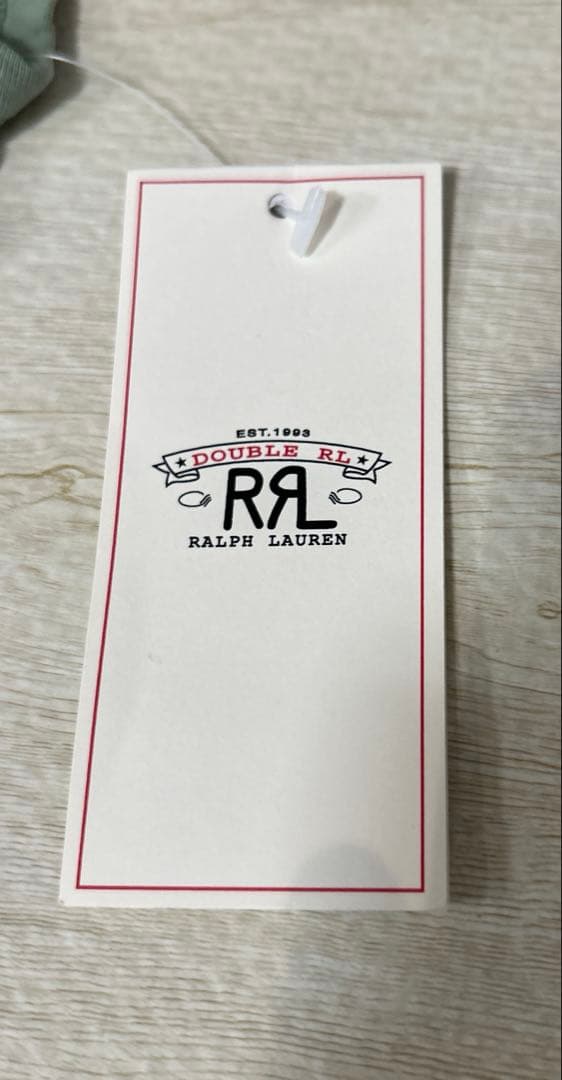 EST.1993
★DOUBLE RL★
RRL
RALPH LAUREN